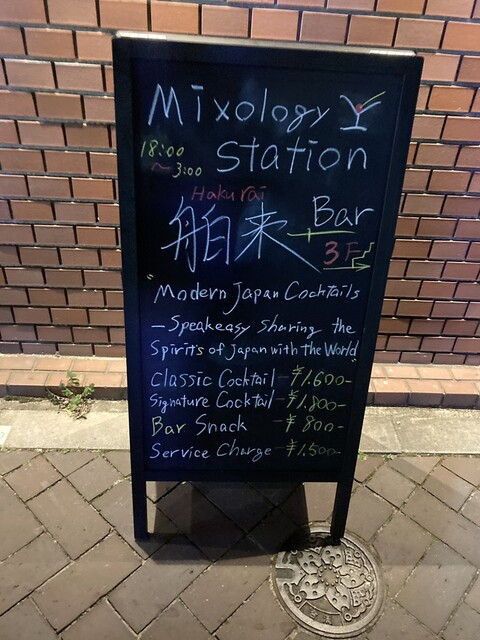 Mixology
18:00
~3:00
Station
Hakurai
舶来 Bar
3F
"Modern Japan Cocktails
– Speakeasy Sharing the
Spirits of Japan with the World"
Classic Cocktail – ¥1.600-
Signature Cocktail – ¥1.800-
Bar Snack – ¥800-
Service Charge – ¥1.500-